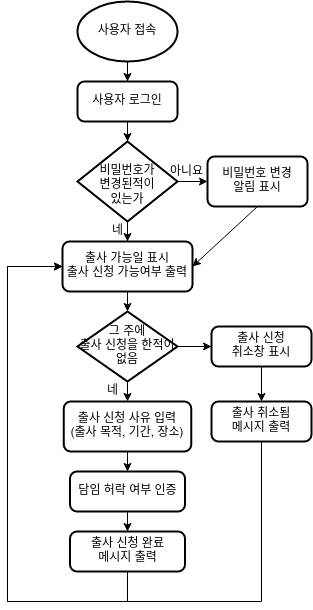 사용자 접속
사용자 로그인
비밀번호가
변경된적이
있는가
아니요
비밀번호 변경
알림 표시
네
출사 가능일 표시
출사 신청 가능여부 출력
그 주에
출사 신청을 한적이
없음
출사 신청
취소창 표시
네
출사 신청 사유 입력
(출사 목적, 기간, 장소)
출사 취소됨
메시지 출력
담임 허락 여부 인증
출사 신청 완료
메시지 출력